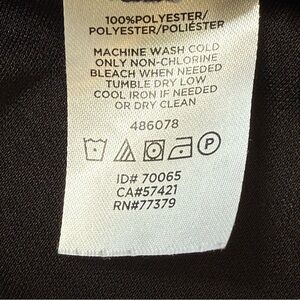 100%POLYESTER/
POLYESTER/POLIÉSTER
MACHINE WASH COLD
ONLY NON-CHLORINE
BLEACH WHEN NEEDED
TUMBLE DRY LOW
COOL IRON IF NEEDED
OR DRY CLEAN
486078
P
ID# 70065
CA#57421
RN#77379